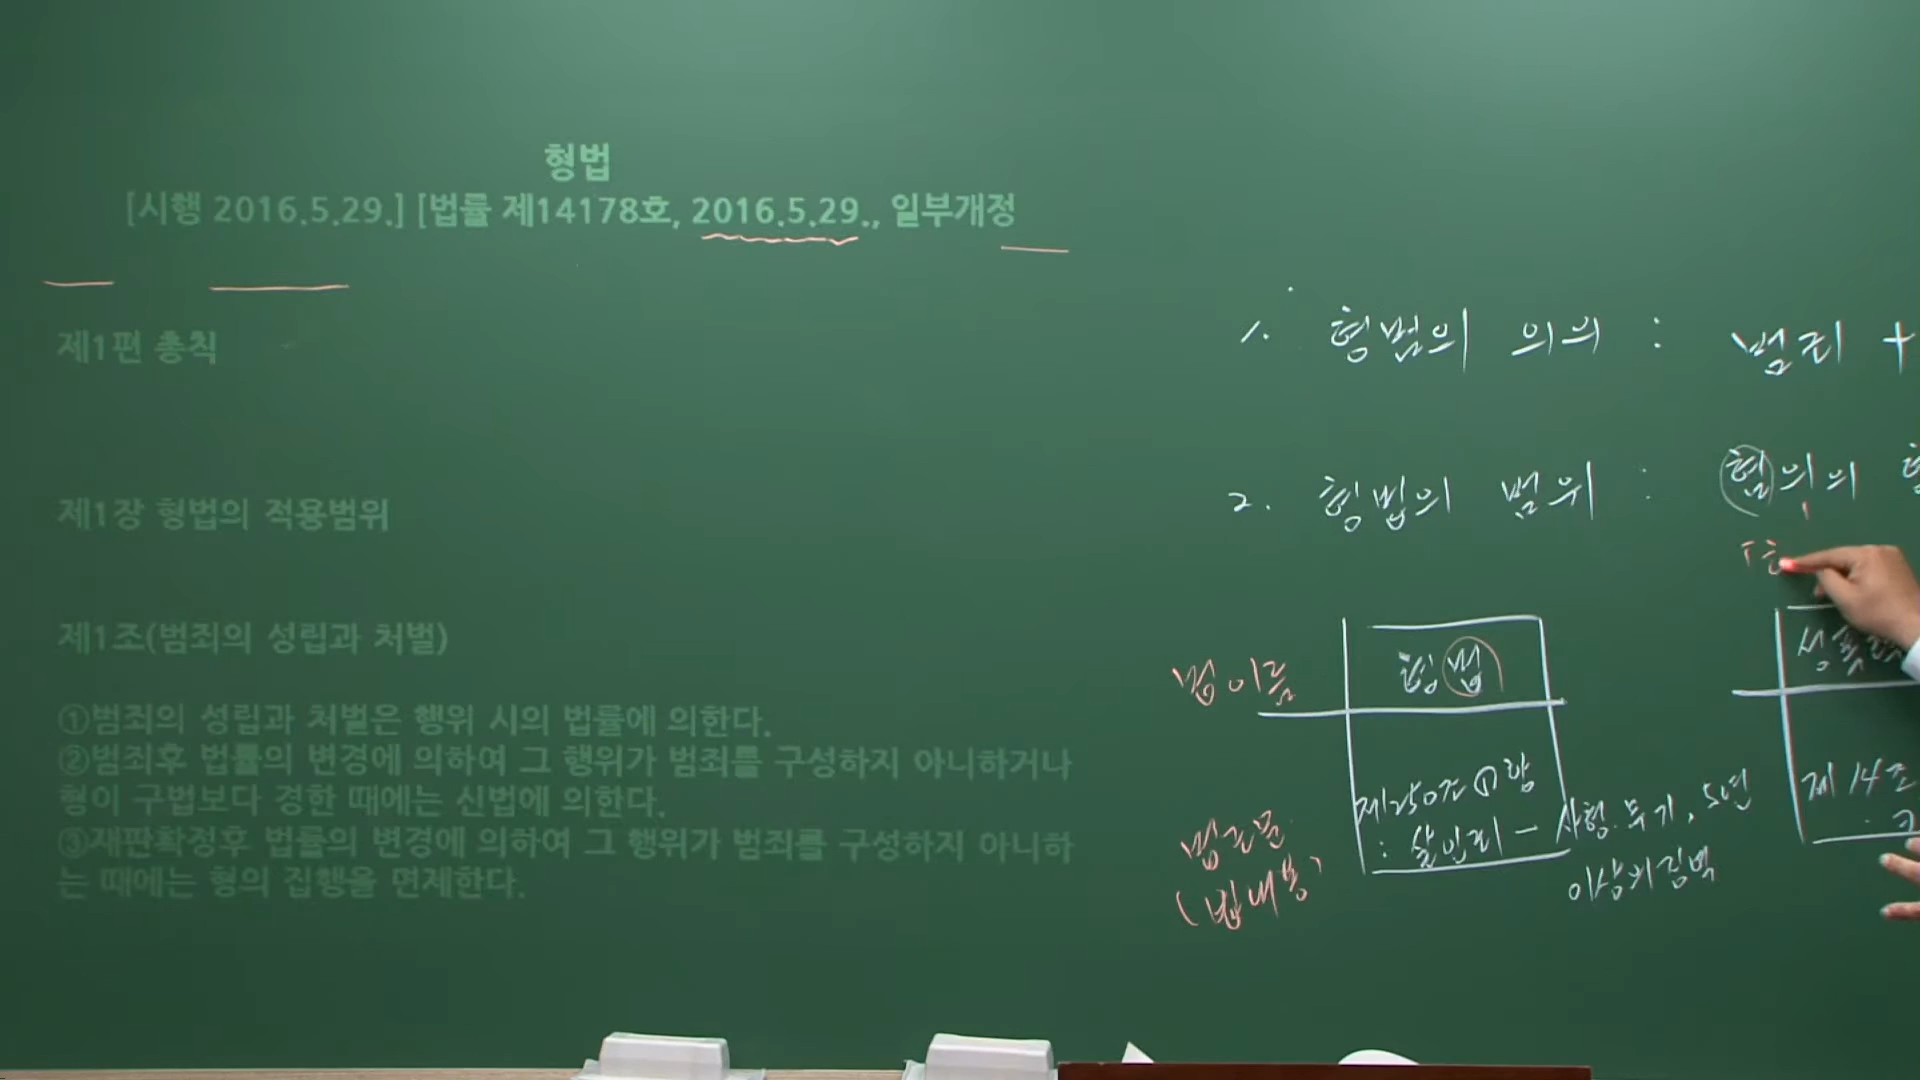 형법
[시행 2016.5.29.] [법률 제14178호, 2016.5.29., 일부개정
제1편 총칙
제1장 형법의 적용범위
제1조(범죄의 성립과 처벌)
①범죄의 성립과 처벌은 행위 시의 법률에 의한다.
②범죄후 법률의 변경에 의하여 그 행위가 범죄를 구성하지 아니하거나
형이 구법보다 경한 때에는 신법에 의한다.
③재판확정후 법률의 변경에 의하여 그 행위가 범죄를 구성하지 아니하
는 때에는 형의 집행을 면제한다.
1. 형법의 의의 : 법리 +
2. 형법의 범위 : 협의의
법이름
형법
제250조 ①항
: 살인죄 - 사형. 무기, 5년
이상의 징역
법조문
(법내용)
제14조